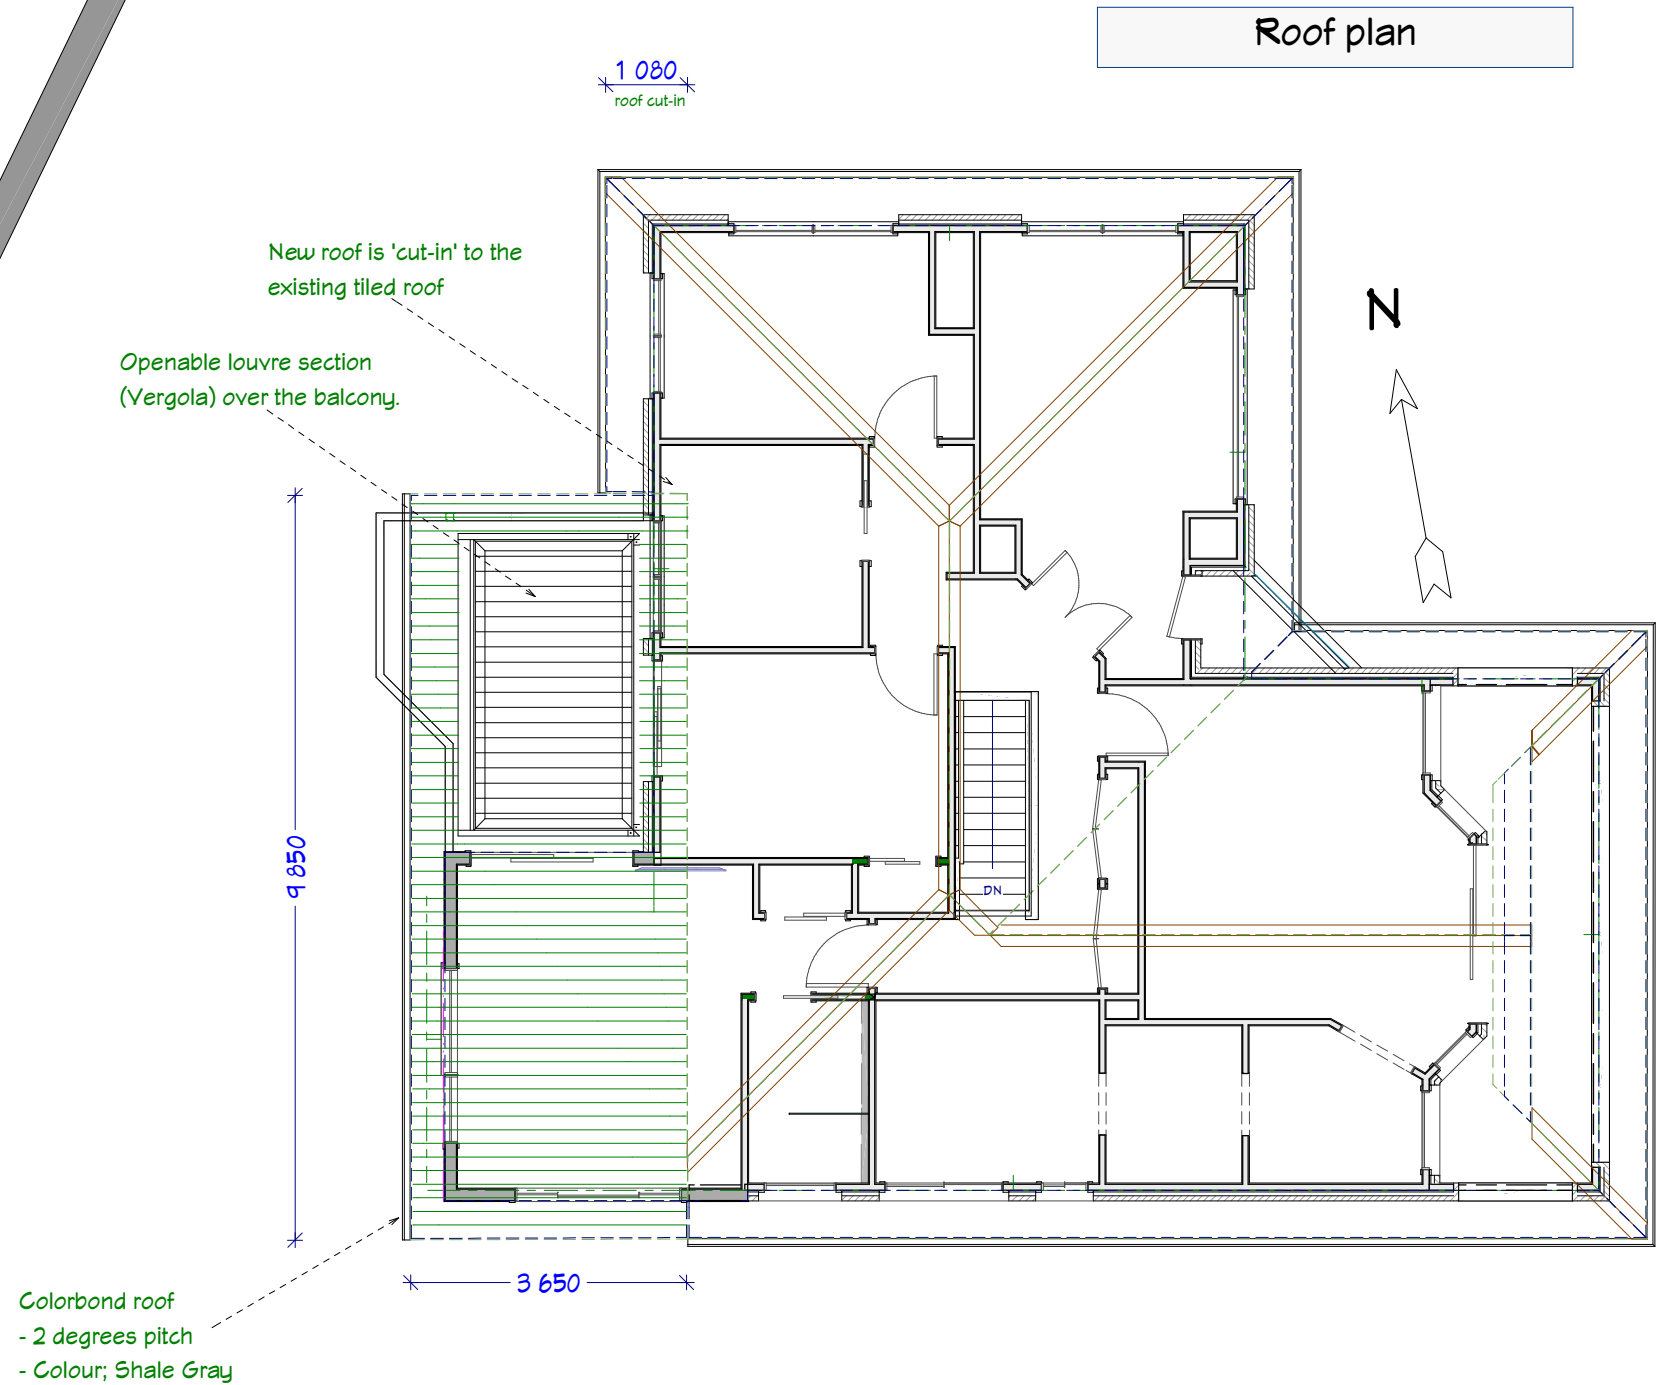 Roof plan
1 080
roof cut-in
New roof is 'cut-in' to the
existing tiled roof
N
Openable louvre section
(Vergola) over the balcony.
9 850
DN
3 650
Colorbond roof
- 2 degrees pitch
- Colour; Shale Gray